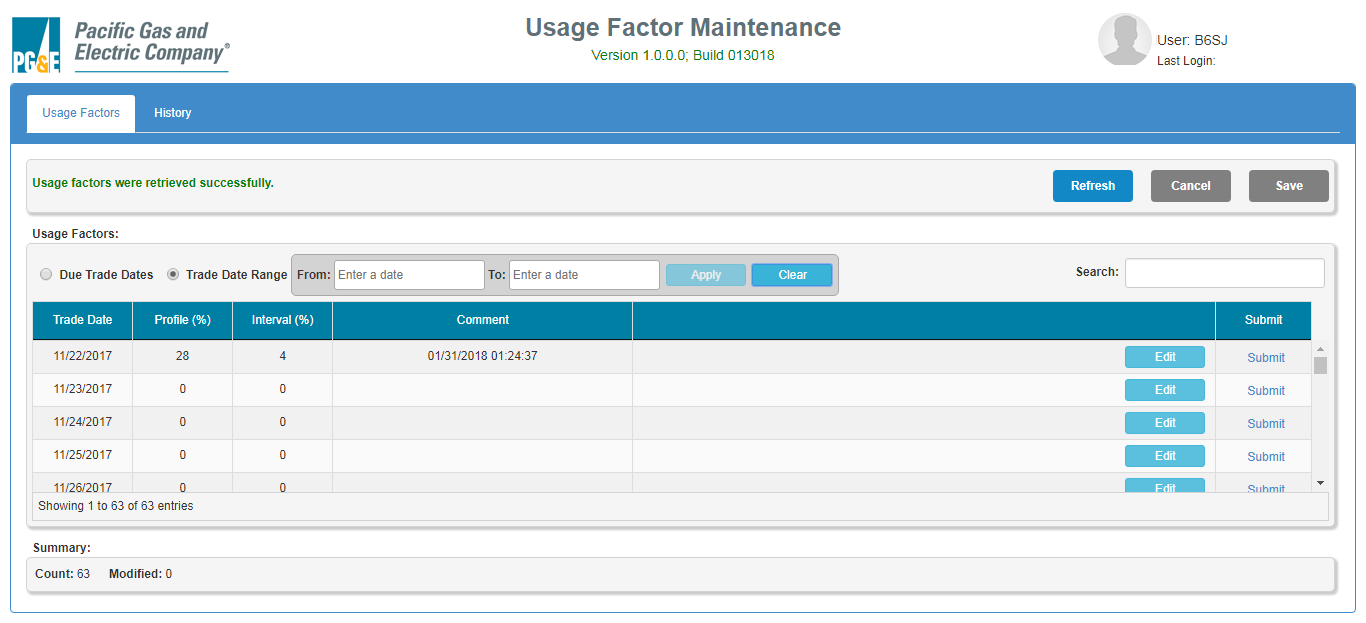 PG&E Pacific Gas and
Electric Company®
Usage Factor Maintenance
Version 1.0.0.0; Build 013018
User: B6SJ
Last Login:
Usage Factors History
Usage factors were retrieved successfully. Refresh Cancel Save
Usage Factors:
Due Trade Dates Trade Date Range From: Enter a date To: Enter a date Apply Clear Search:
Trade Date Profile (%) Interval (%) Comment Submit
11/22/2017 28 4 01/31/2018 01:24:37 Edit Submit
11/23/2017 0 0 Edit Submit
11/24/2017 0 0 Edit Submit
11/25/2017 0 0 Edit Submit
11/26/2017 0 0 Edit Submit
Showing 1 to 63 of 63 entries
Summary:
Count: 63 Modified: 0